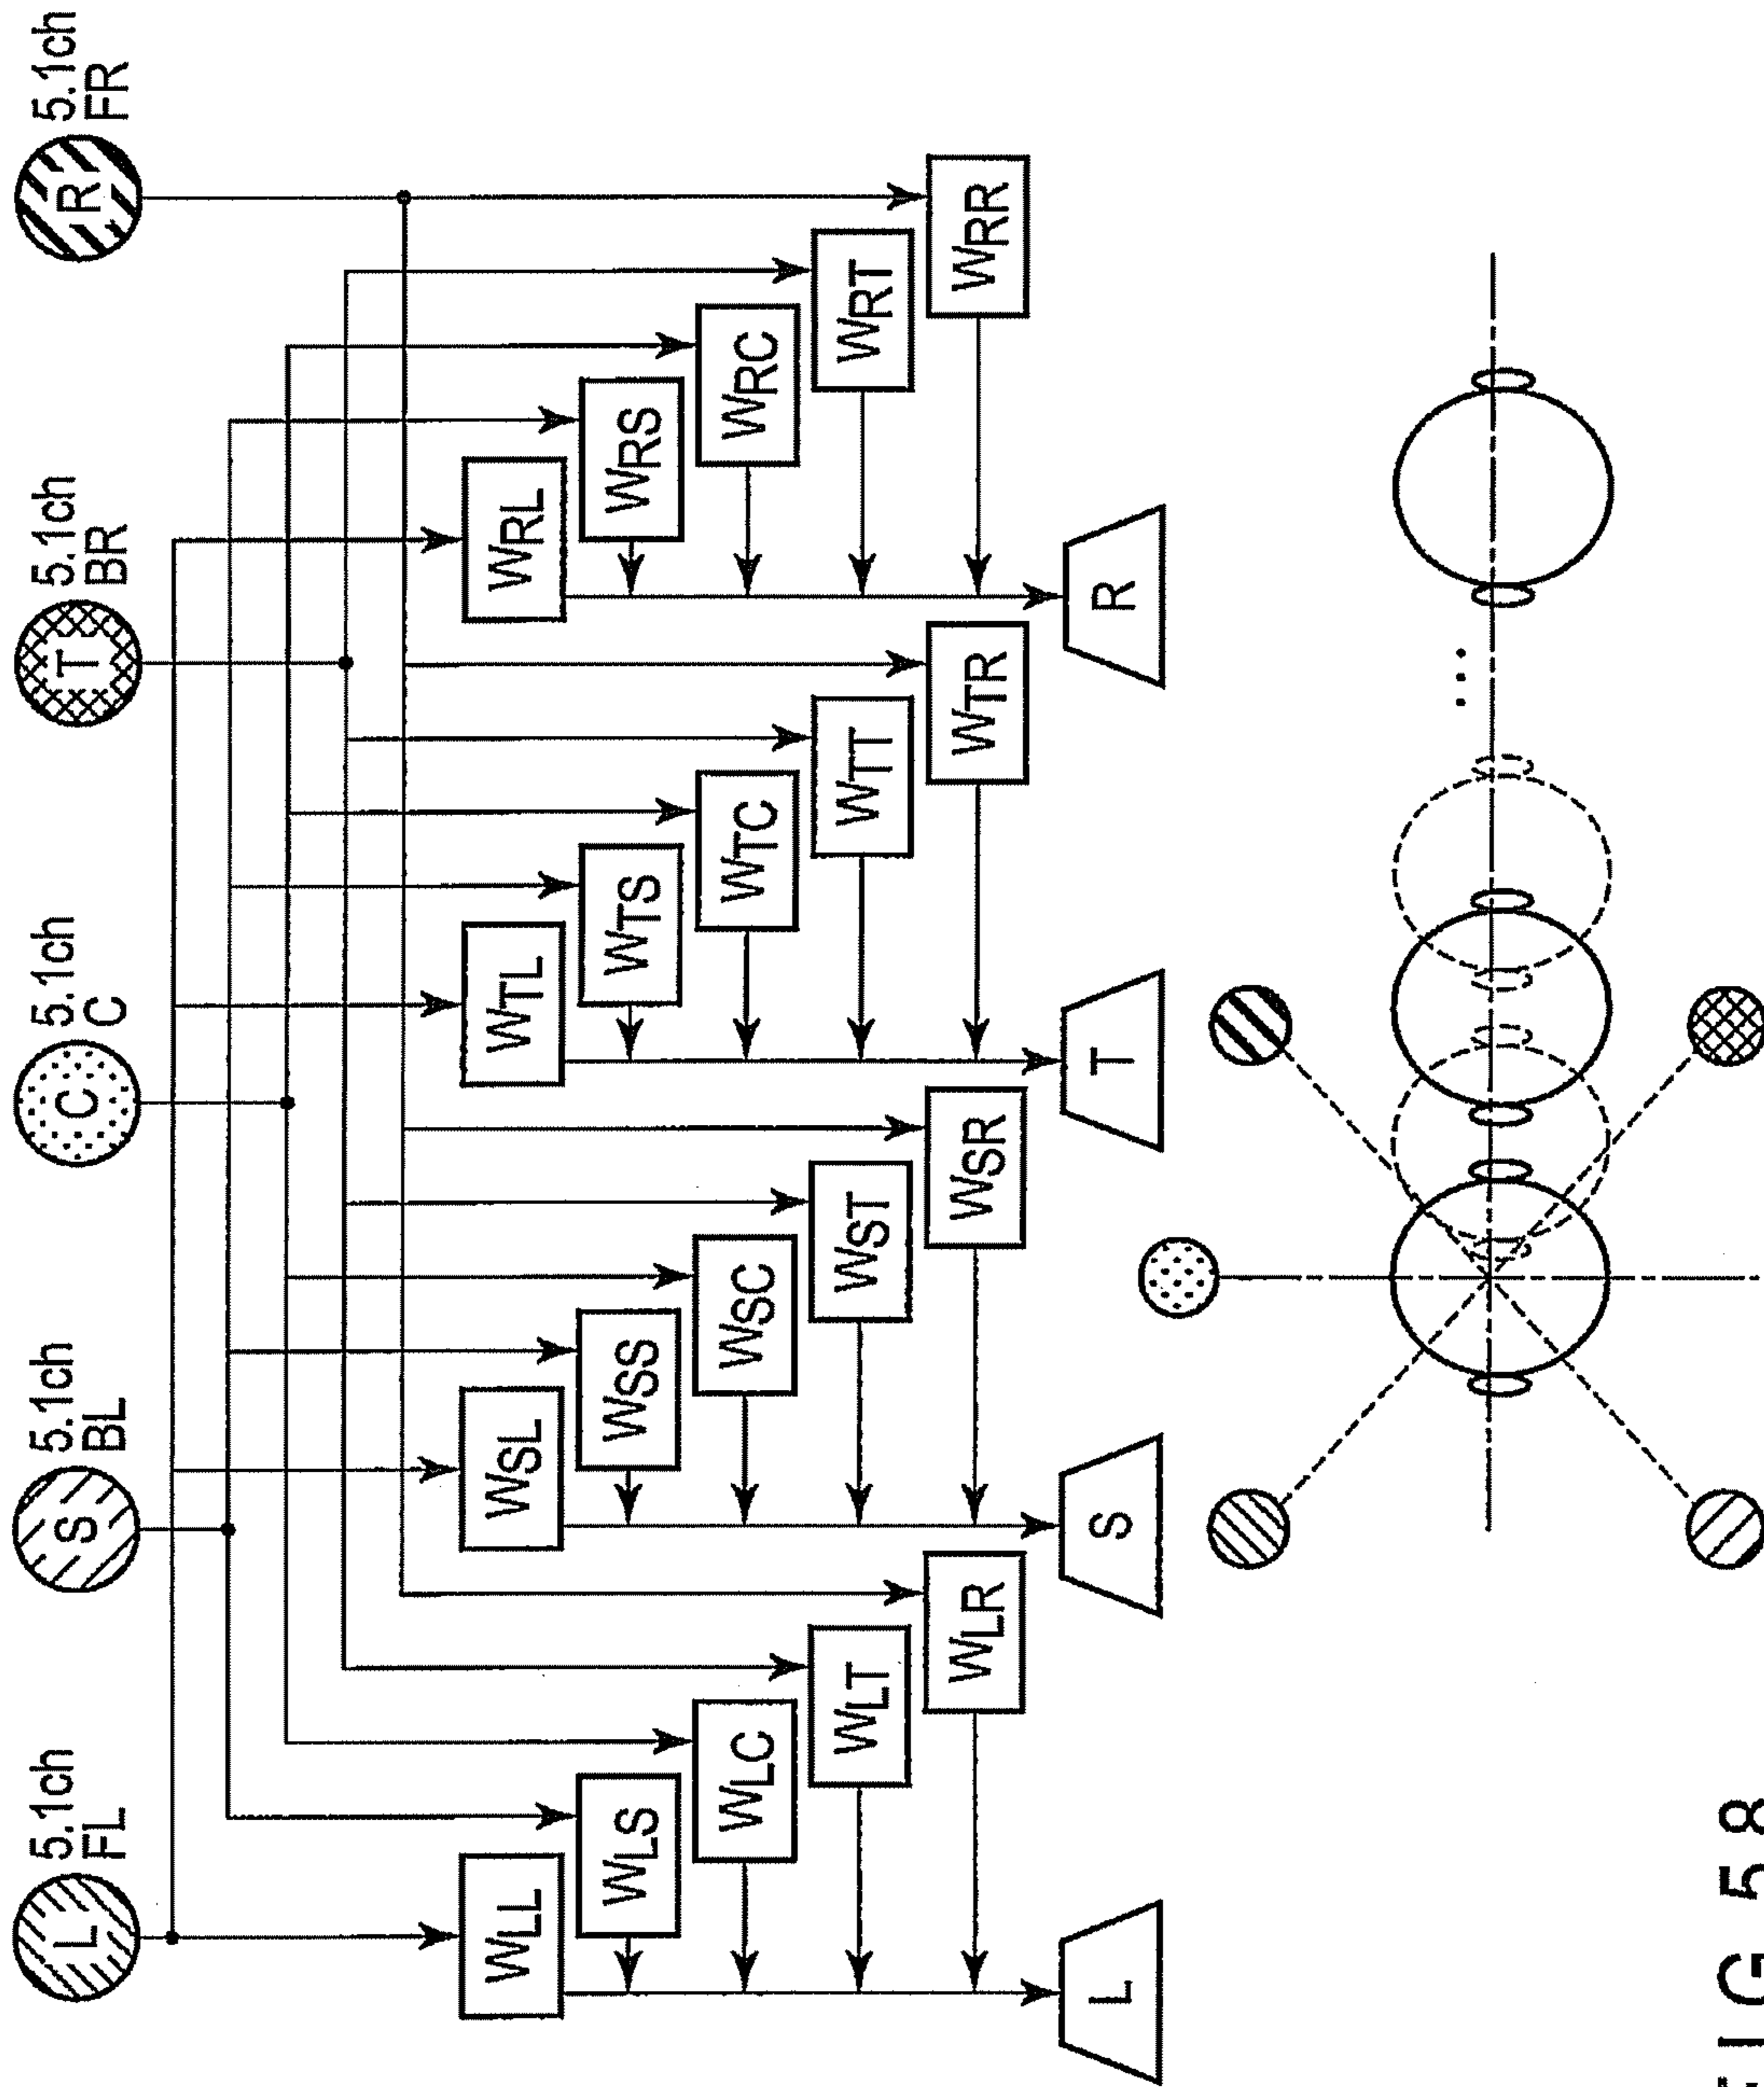 5.1ch
FL
5.1ch
BL
5.1ch
C
5.1ch
BR
5.1ch
FR
L
S
C
T
R
WLL
WSL
WTL
WRL
WLS
WSS
WTS
WRS
WLC
WSC
WTC
WRC
WLT
WST
WTT
WRT
WLR
WSR
WTR
WRR
L
S
T
R
...
FIG 58